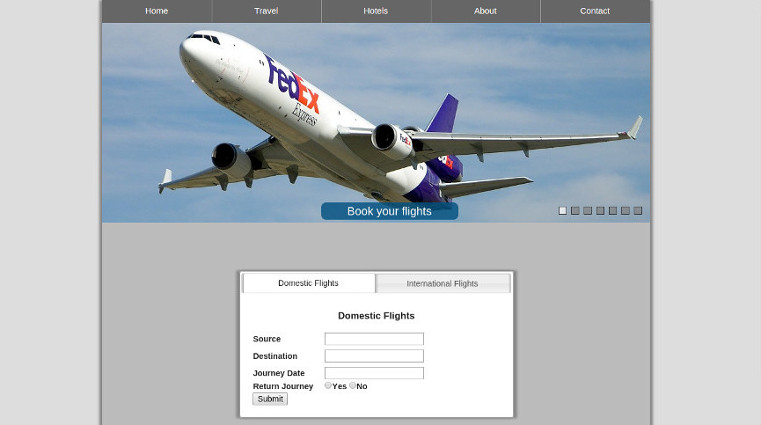 Home Travel Hotels About Contact
FedEx
Express
FedEx
Ex
Book your flights
Domestic Flights International Flights
Domestic Flights
Source
Destination
Journey Date
Return Journey Yes No
Submit